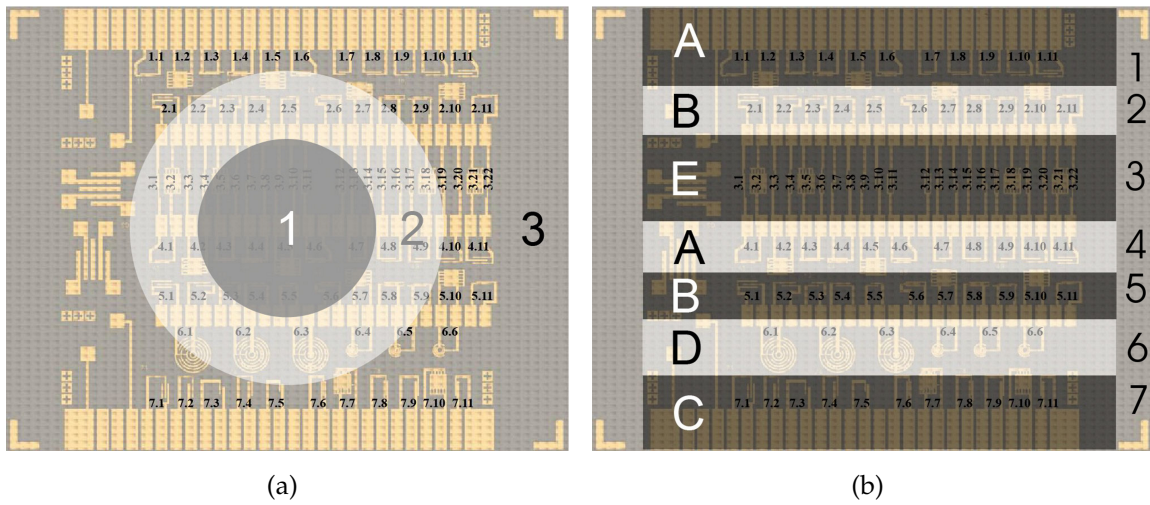 1.1 1.2 1.3 1.4 1.5 1.6 1.7 1.8 1.9 1.10 1.11
2.1 2.2 2.3 2.4 2.5 2.6 2.7 2.8 2.9 2.10 2.11
3.1 3.2 3.3 3.4 3.5 3.6 3.7 3.8 3.9 3.10 3.11 3.12 3.14 3.15 3.16 3.17 3.18 3.19 3.20 3.21 3.22
1 2 3
4.1 4.2 4.3 4.4 4.6 4.7 4.8 4.9 4.10 4.11
5.1 5.2 5.3 5.4 5.5 5.6 5.7 5.8 5.9 5.10 5.11
6.1 6.2 6.3 6.4 6.5 6.6
7.1 7.2 7.3 7.4 7.5 7.6 7.7 7.8 7.9 7.10 7.11
(a)
A
1.1 1.2 1.3 1.4 1.5 1.6 1.7 1.8 1.9 1.10 1.11 1
B 2.1 2.2 2.3 2.4 2.5 2.6 2.7 2.8 2.9 2.10 2.11 2
E 3.1 3.2 3.3 3.4 3.5 3.6 3.7 3.8 3.9 3.10 3.11 3.12 3.13 3.14 3.15 3.16 3.17 3.18 3.19 3.20 3.21 3.22 3
A 4.1 4.2 4.3 4.4 4.5 4.6 4.7 4.8 4.9 4.10 4.11 4
B 5.1 5.2 5.3 5.4 5.5 5.6 5.7 5.8 5.9 5.10 5.11 5
D 6.1 6.2 6.3 6.4 6.5 6.6 6
C 7.1 7.2 7.3 7.4 7.5 7.6 7.7 7.8 7.9 7.10 7.11 7
(b)